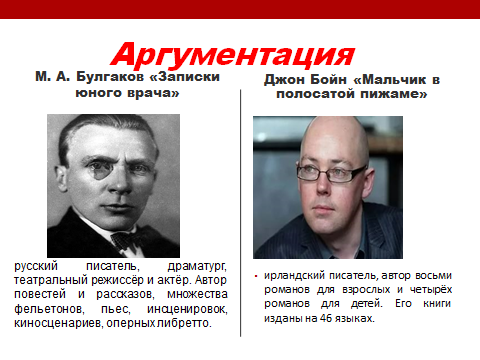 Аргументация
М. А. Булгаков «Записки
юного врача»
русский писатель, драматург,
театральный режиссёр и актёр. Автор
повестей и рассказов, множества
фельетонов, пьес, инсценировок,
киносценариев, оперных либретто.
Джон Бойн «Мальчик в
полосатой пижаме»
• ирландский писатель, автор восьми
романов для взрослых и четырёх
романов для детей. Его книги
изданы на 46 языках.